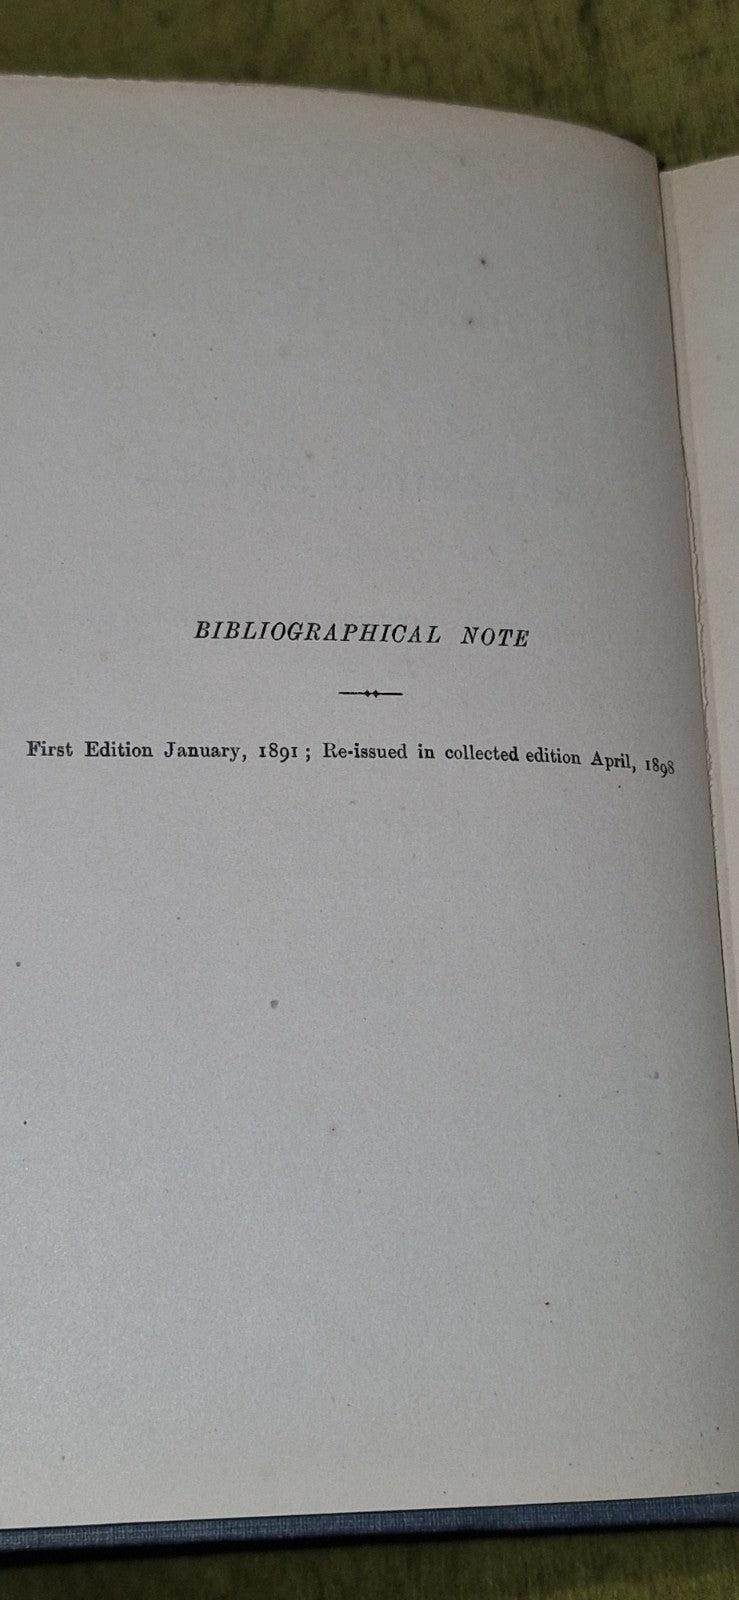 BIBLIOGRAPHICAL NOTE
First Edition January, 1891 ; Re-issued in collected edition April, 1898